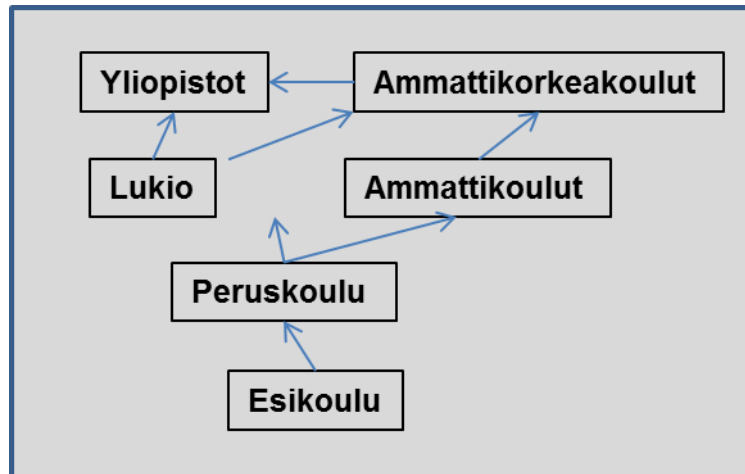 Yliopistot
Ammattikorkeakoulut
Lukio
Ammattikoulut
Peruskoulu
Esikoulu